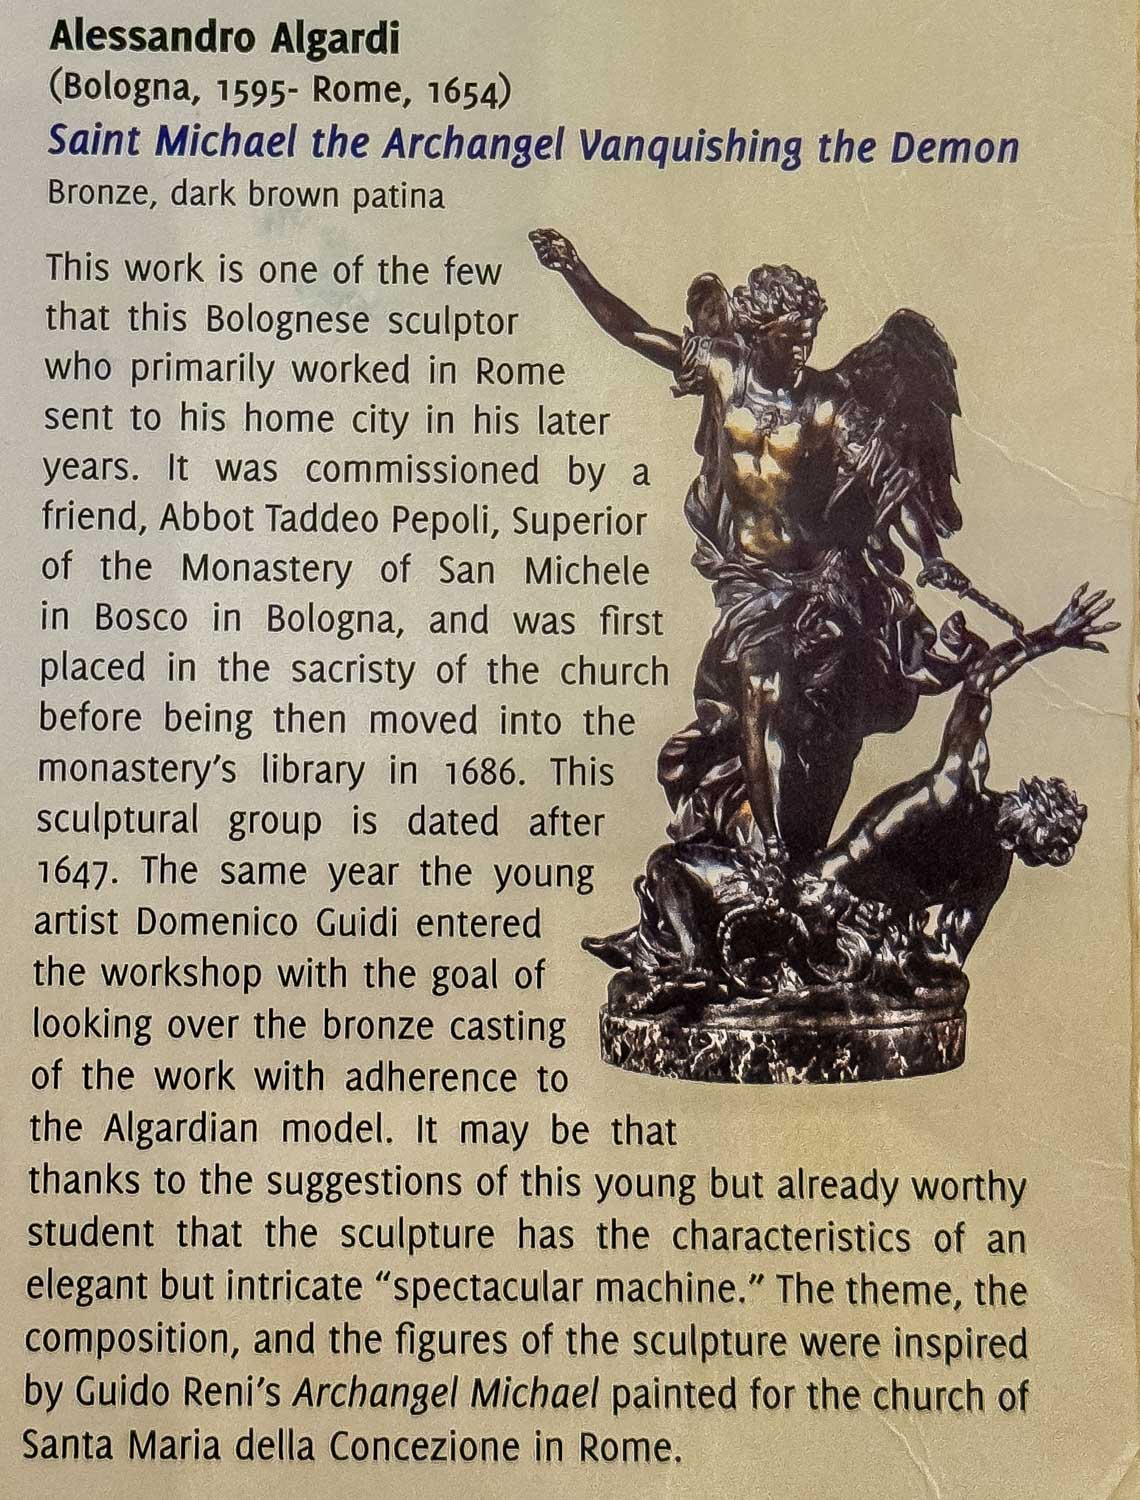 Alessandro Algardi
(Bologna, 1595- Rome, 1654)
Saint Michael the Archangel Vanquishing the Demon
Bronze, dark brown patina
This work is one of the few
that this Bolognese sculptor
who primarily worked in Rome
sent to his home city in his later
years. It was commissioned by a
friend, Abbot Taddeo Pepoli, Superior
of the Monastery of San Michele
in Bosco in Bologna, and was first
placed in the sacristy of the church
before being then moved into the
monastery's library in 1686. This
sculptural group is dated after
1647. The same year the young
artist Domenico Guidi entered
the workshop with the goal of
looking over the bronze casting
of the work with adherence to
the Algardian model. It may be that
thanks to the suggestions of this young but already worthy
student that the sculpture has the characteristics of an
elegant but intricate “spectacular machine.” The theme, the
composition, and the figures of the sculpture were inspired
by Guido Reni's Archangel Michael painted for the church of
Santa Maria della Concezione in Rome.